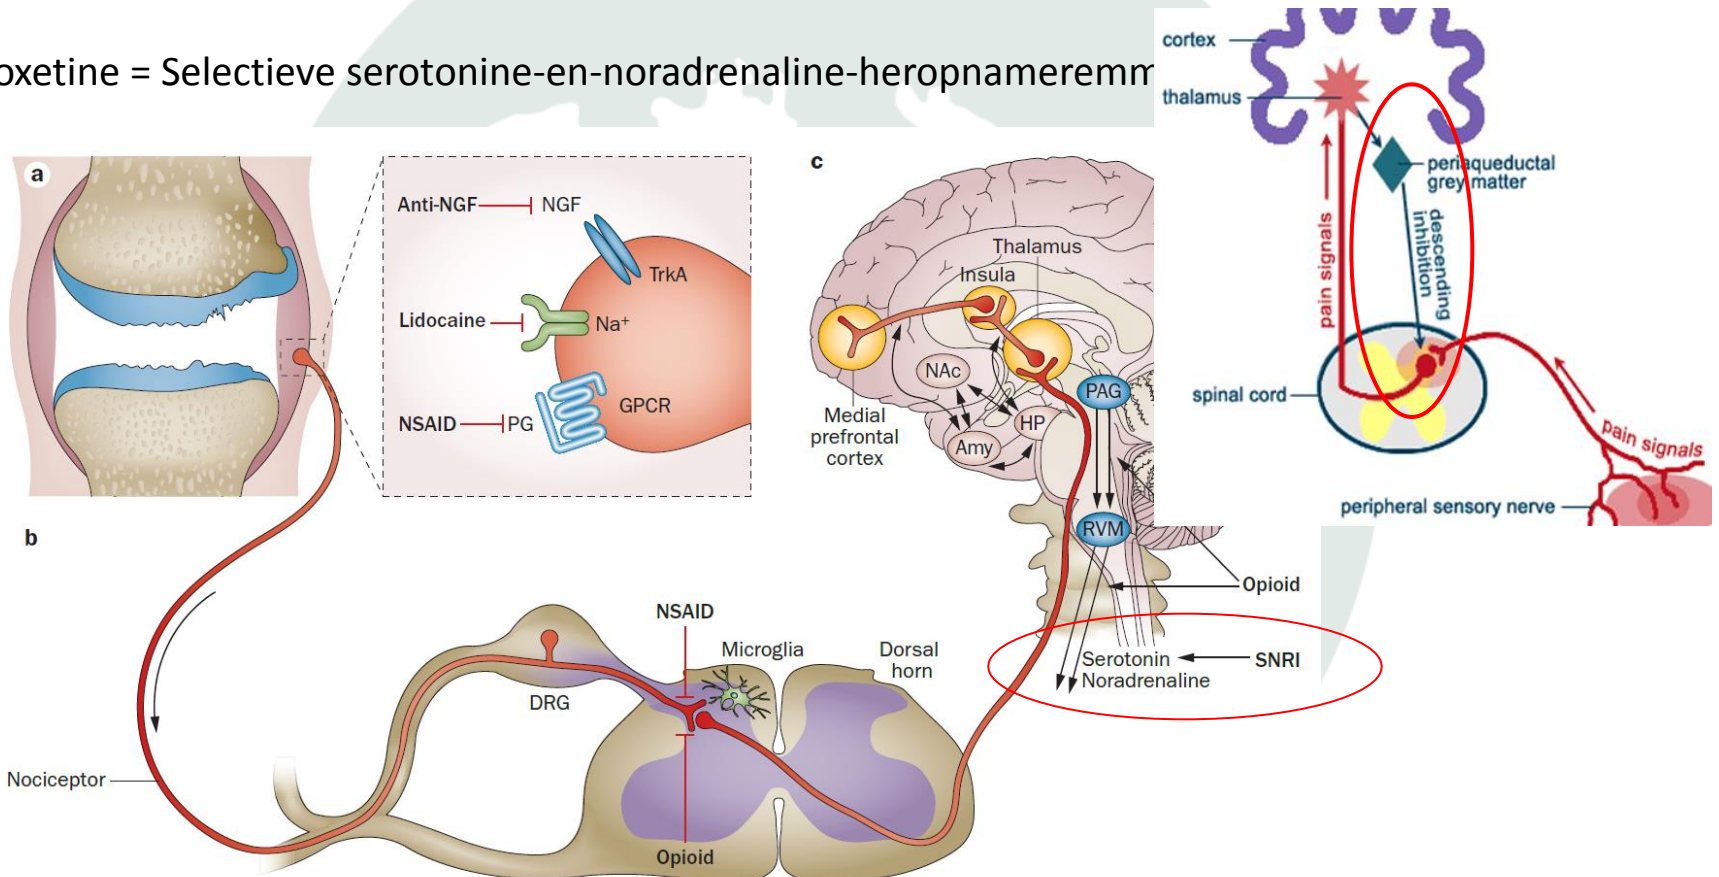 oxetine = Selectieve serotonine-en-noradrenaline-heropnameremm
a
Anti-NGF
NGF
TrkA
Lidocaine
Na⁺
NSAID
PG
GPCR
b
NSAID
Microglia
Dorsal
horn
DRG
Nociceptor
Opioid
c
Thalamus
Insula
NAc
PAG
HP
Amy
Medial
prefrontal
cortex
RVM
Opioid
Serotonin
SNRI
Noradrenaline
cortex
thalamus
periaqueductal
grey matter
descending
inhibition
pain signals
spinal cord
pain signals
peripheral sensory nerve